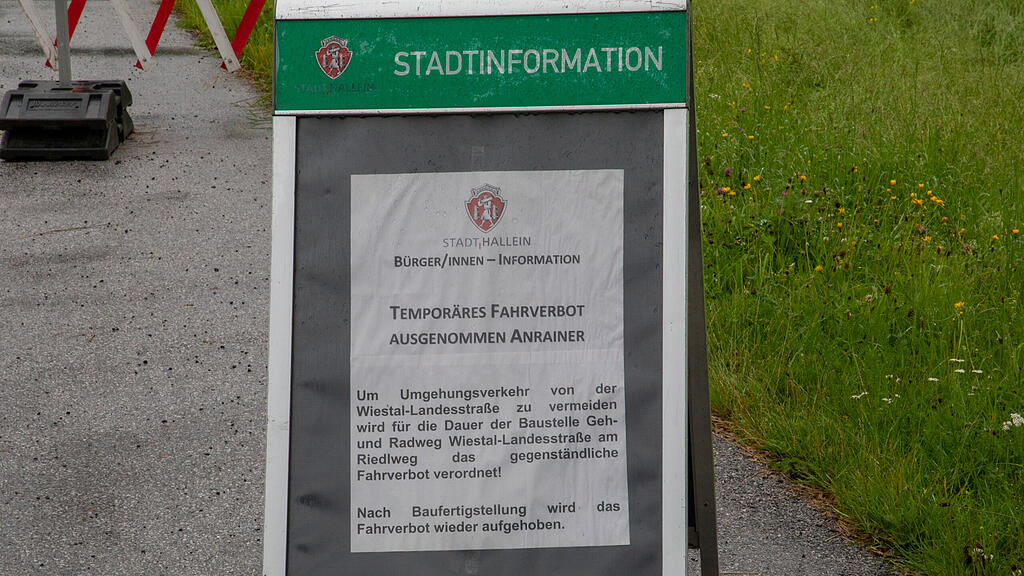 STADTINFORMATION
STADT HALLEIN
STADT HALLEIN
BÜRGER/INNEN – INFORMATION
TEMPORÄRES FAHRVERBOT
AUSGENOMMEN ANRAINER
Um Umgehungsverkehr von der
Wiestal-Landesstraße zu vermeiden
wird für die Dauer der Baustelle Geh-
und Radweg Wiestal-Landesstraße am
Riedlweg das gegenständliche
Fahrverbot verordnet!
Nach Baufertigstellung wird das
Fahrverbot wieder aufgehoben.